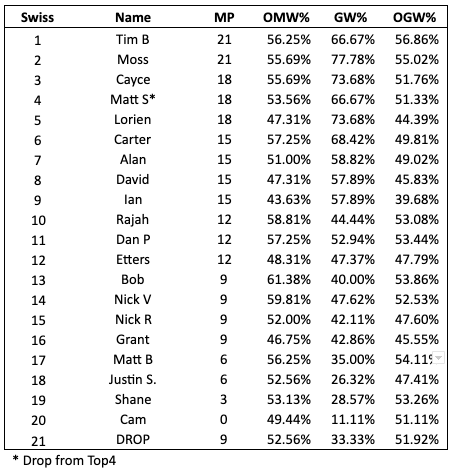 Swiss Name MP OMW% GW% OGW%
1 Tim B 21 56.25% 66.67% 56.86%
2 Moss 21 55.69% 77.78% 55.02%
3 Cayce 18 55.69% 73.68% 51.76%
4 Matt S* 18 53.56% 66.67% 51.33%
5 Lorien 18 47.31% 73.68% 44.39%
6 Carter 15 57.25% 68.42% 49.81%
7 Alan 15 51.00% 58.82% 49.02%
8 David 15 47.31% 57.89% 45.83%
9 Ian 15 43.63% 57.89% 39.68%
10 Rajah 12 58.81% 44.44% 53.08%
11 Dan P 12 57.25% 52.94% 53.44%
12 Etters 12 48.31% 47.37% 47.79%
13 Bob 9 61.38% 40.00% 53.86%
14 Nick V 9 59.81% 47.62% 52.53%
15 Nick R 9 52.00% 42.11% 47.60%
16 Grant 9 46.75% 42.86% 45.55%
17 Matt B 6 56.25% 35.00% 54.11%
18 Justin S. 6 52.56% 26.32% 47.41%
19 Shane 3 53.13% 28.57% 53.26%
20 Cam 0 49.44% 11.11% 51.11%
21 DROP 9 52.56% 33.33% 51.92%
* Drop from Top4